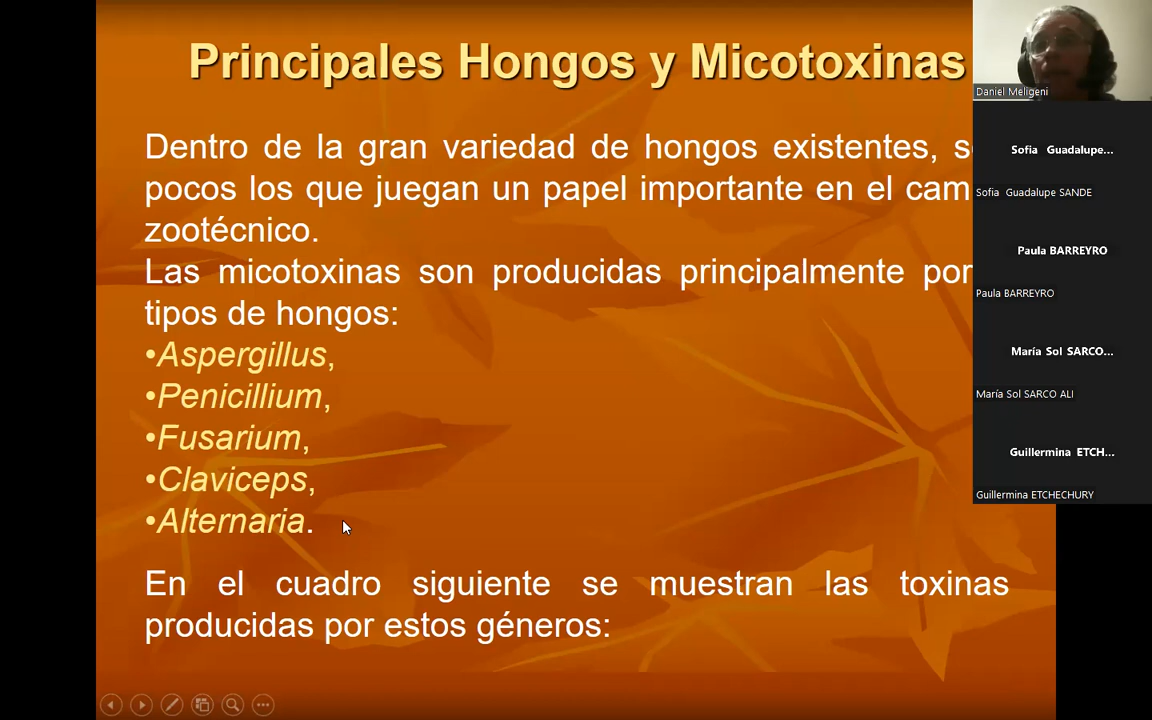 Principales Hongos y Micotoxinas
Dentro de la gran variedad de hongos existentes,
pocos los que juegan un papel importante en el
zootécnico.
Las micotoxinas son producidas principalmente por
tipos de hongos:
•Aspergillus,
•Penicillium,
•Fusarium,
•Claviceps,
•Alternaria.
En el cuadro siguiente se muestran las toxinas
producidas por estos géneros:
Daniel Meligeni
Sofia Guadalupe...
Sofia Guadalupe SANDE
Paula BARREYRO
Paula BARREYRO
María Sol SARCO...
María Sol SARCO ALI
Guillermina ETCH...
Guillermina ETCHECHURY